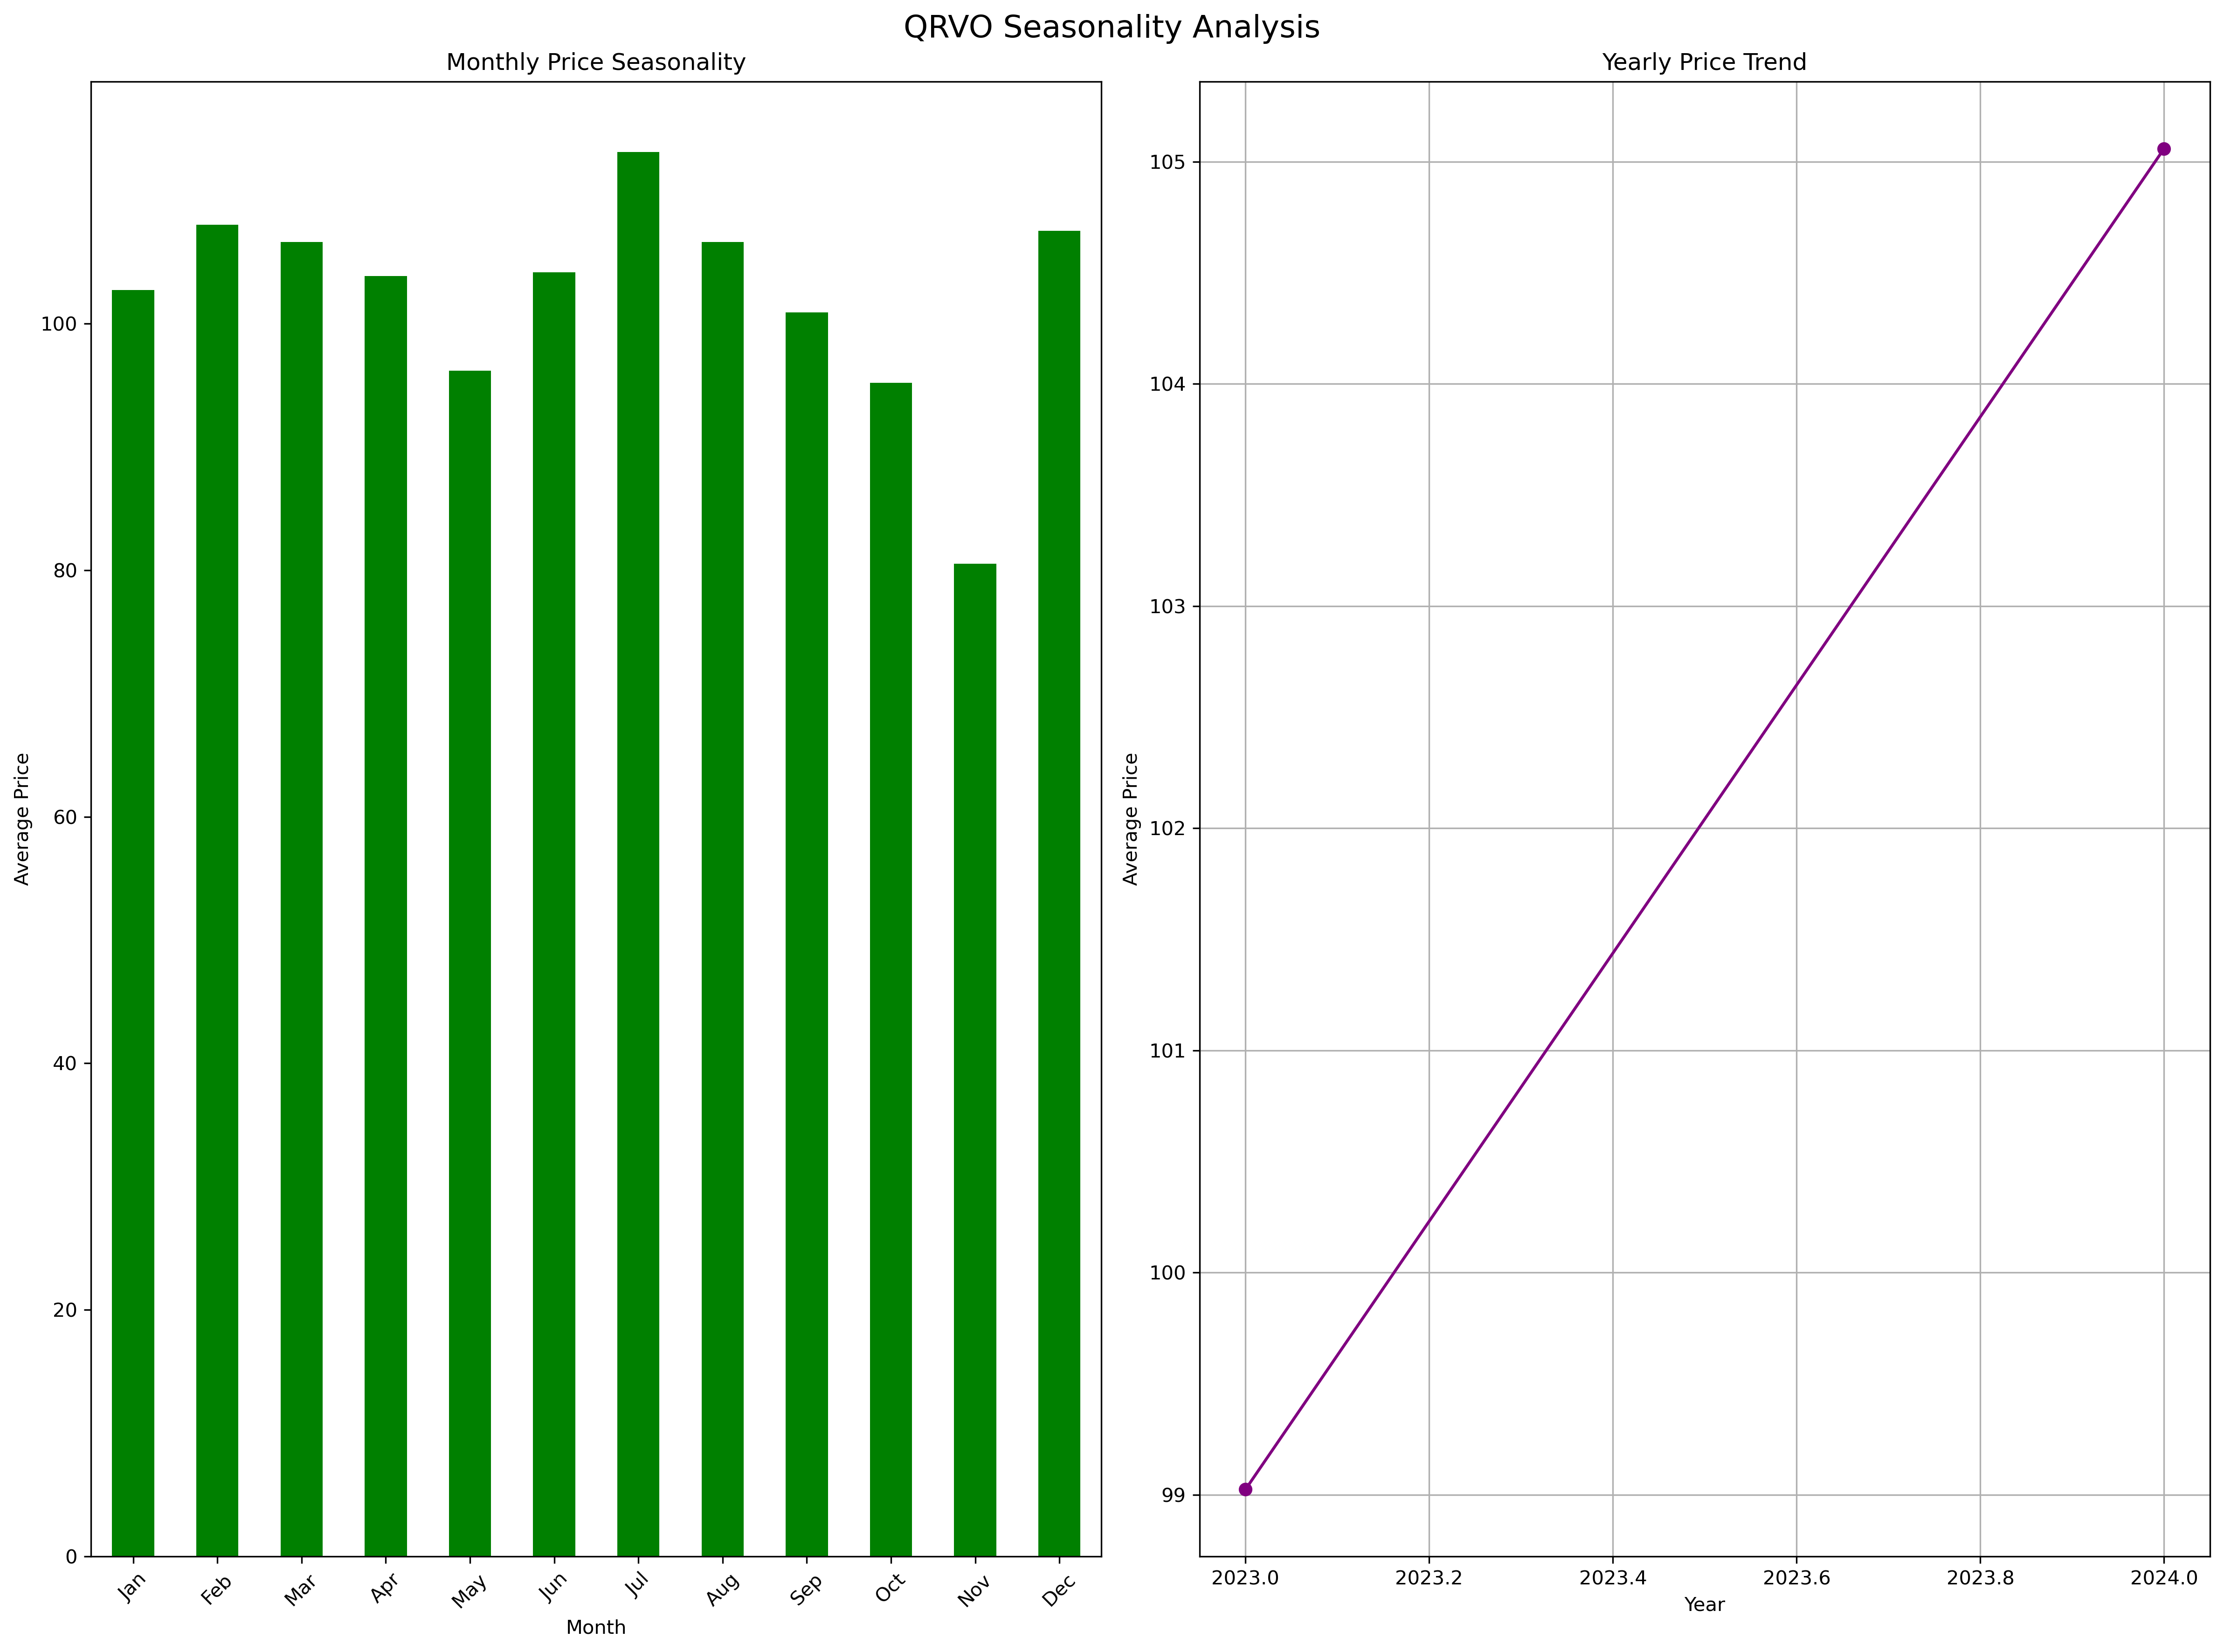 QRVO Seasonality Analysis
Monthly Price Seasonality
Average Price
100
80
60
40
20
0
Jan Feb Mar Apr May Jun Jul Aug Sep Oct Nov Dec
Month
Yearly Price Trend
Average Price
105
104
103
102
101
100
99
2023.0 2023.2 2023.4 2023.6 2023.8 2024.0
Year